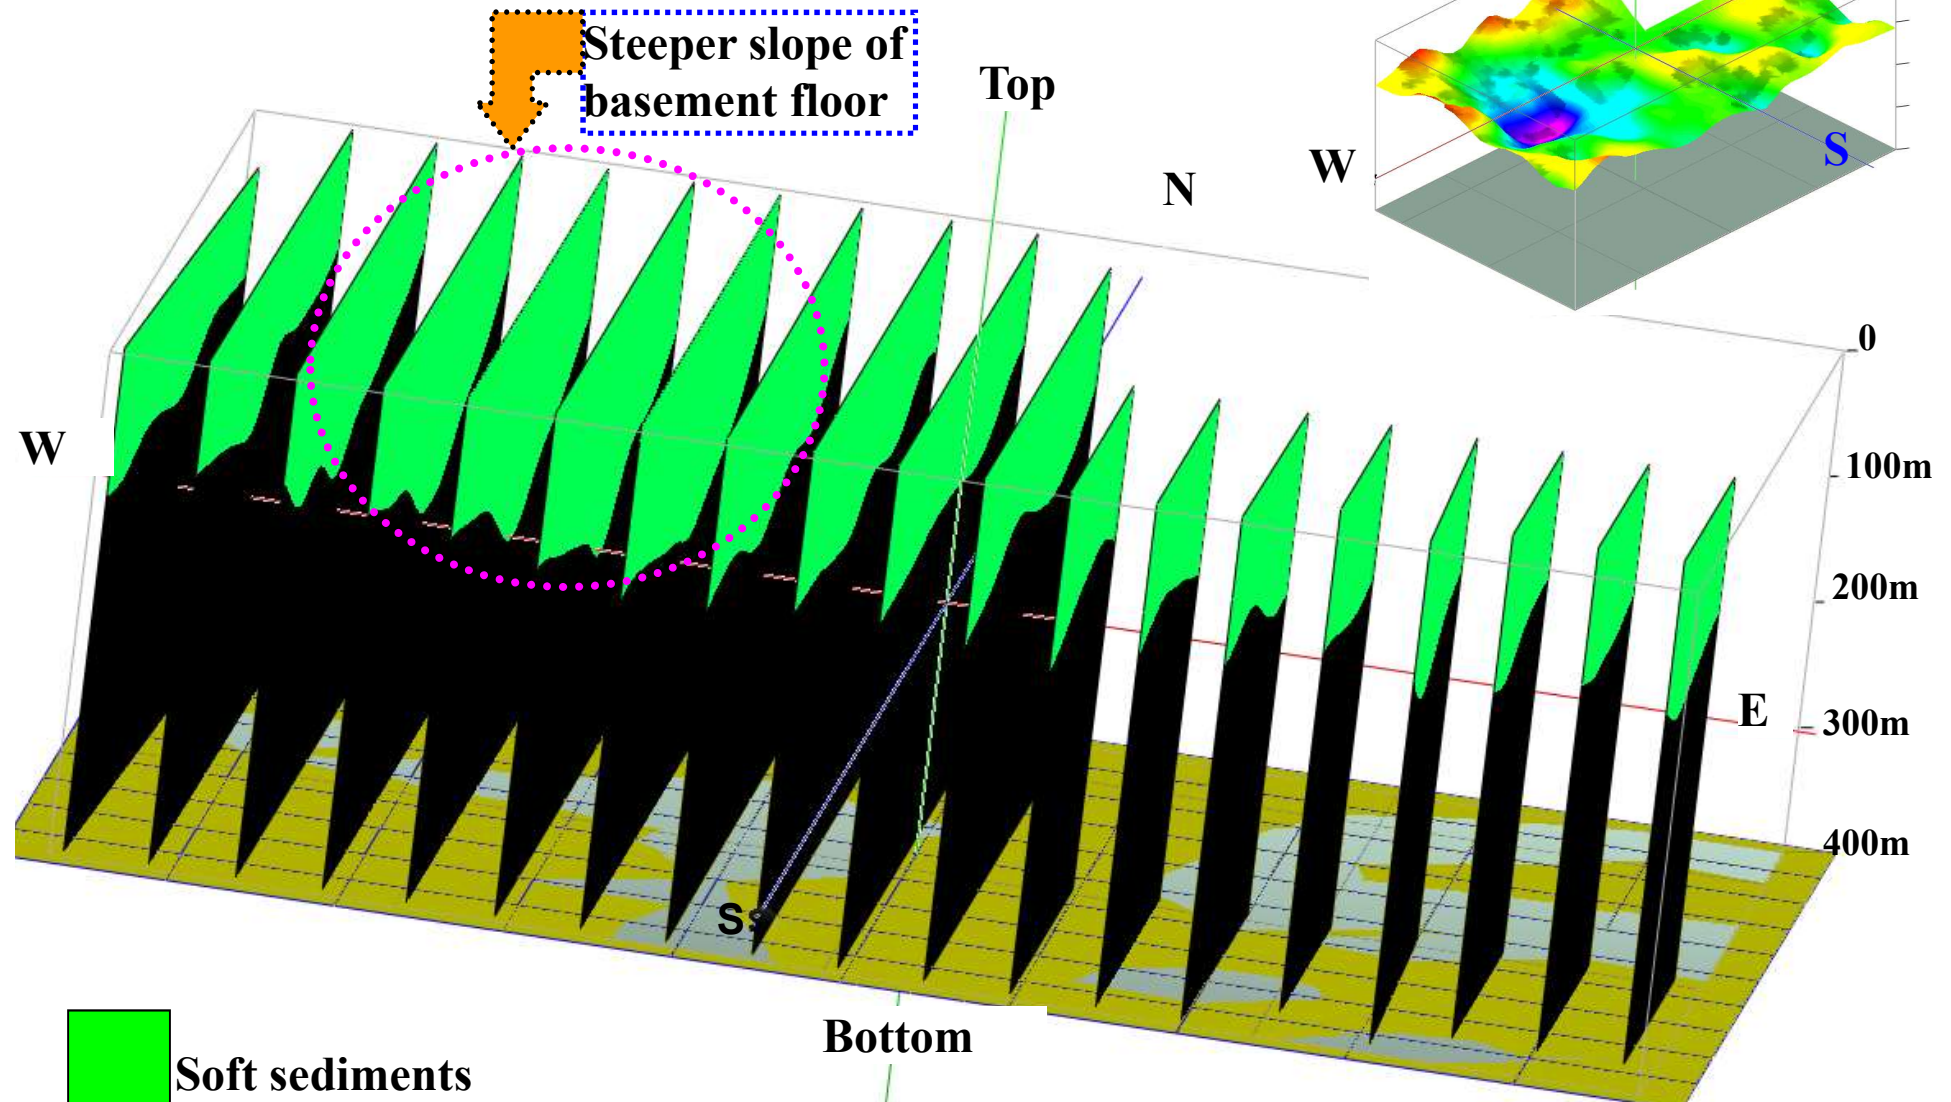 Steeper slope of
basement floor
Top
N
W
S
W
0
100m
200m
E
300m
400m
S
Bottom
Soft sediments